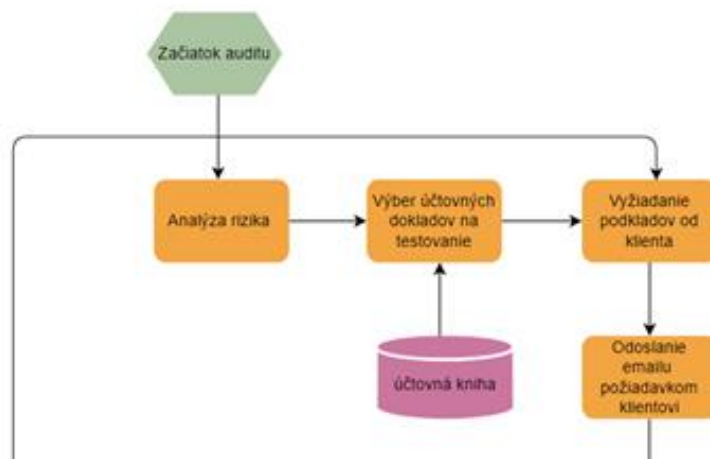 Začiatok auditu
Analýza rizika
Výber účtovných
dokladov na
testovanie
Vyžiadanie
podkladov od
klienta
účtovná kniha
Odoslanie
emailu
požiadavkom
klientovi